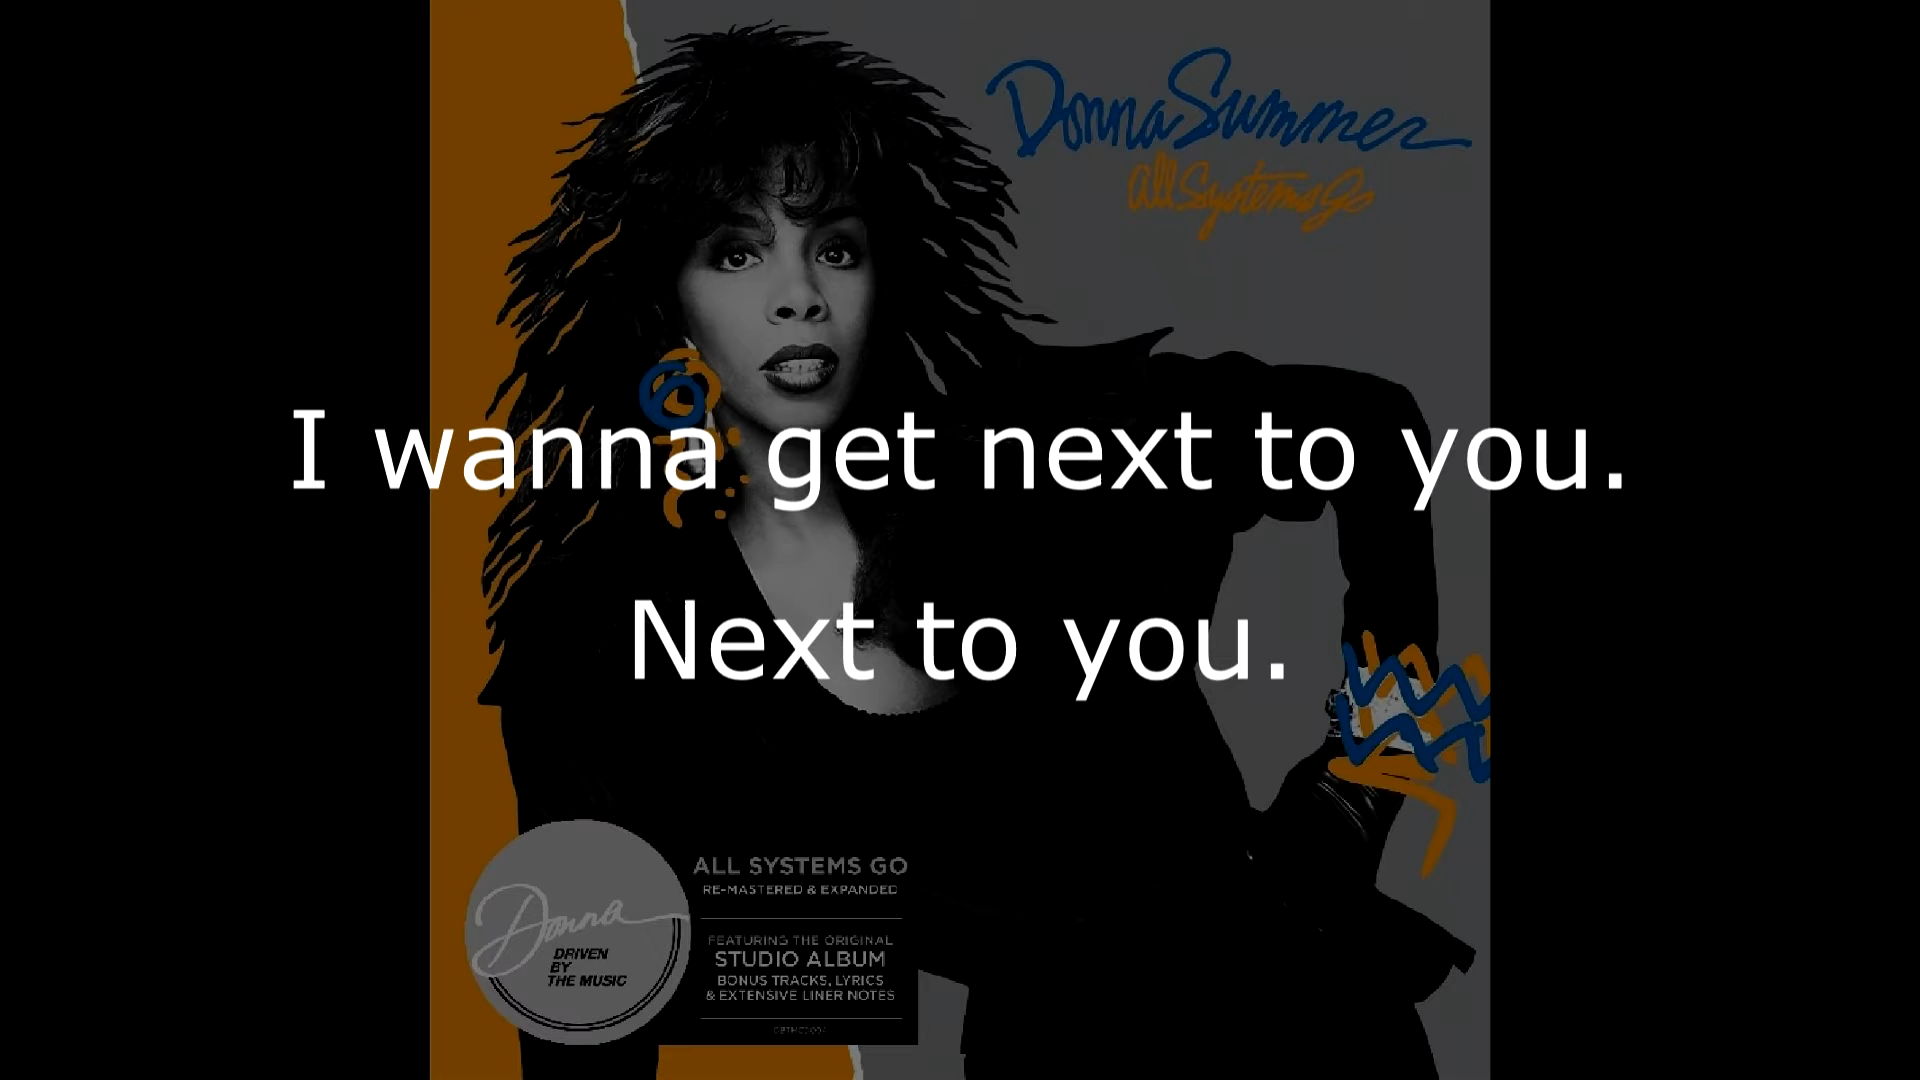 Donna Summer
All Systems Go
I wanna get next to you.
Next to you.
Donna
DRIVEN
BY
THE MUSIC
ALL SYSTEMS GO
RE-MASTERED & EXPANDED
FEATURING THE ORIGINAL
STUDIO ALBUM
BONUS TRACKS, LYRICS
& EXTENSIVE LINER NOTES